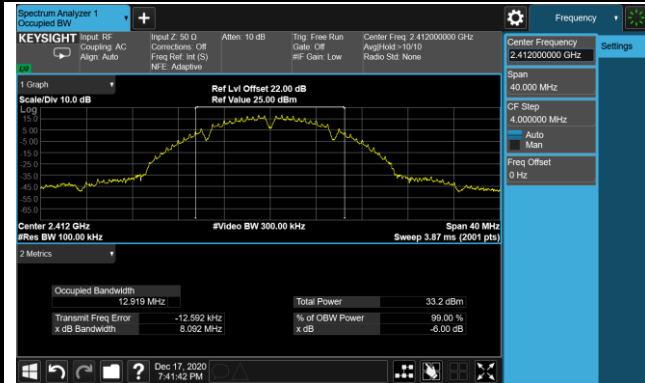 Spectrum Analyzer 1
Occupied BW
+
Frequency
KEYSIGHT
Input: RF
Coupling: AC
Align: Auto
Input Z: 50 Ω
Corrections: Off
Freq Ref: Int (S)
NFE: Adaptive
Atten: 10 dB
Trig: Free Run
Gate: Off
#IF Gain: Low
Center Freq: 2.412000000 GHz
Avg|Hold:>10/10
Radio Std: None
Center Frequency
2.412000000 GHz
Settings
Span
40.000 MHz
CF Step
4.000000 MHz
Auto
Man
Freq Offset
0 Hz
1 Graph
Scale/Div 10.0 dB
Ref Lvl Offset 22.00 dB
Ref Value 25.00 dBm
Log
15.0
5.00
-5.00
-15.0
-25.0
-35.0
-45.0
-55.0
-65.0
Center 2.412 GHz
#Video BW 300.00 kHz
Span 40 MHz
#Res BW 100.00 kHz
Sweep 3.87 ms (2001 pts)
2 Metrics
Occupied Bandwidth
12.919 MHz
Total Power 33.2 dBm
Transmit Freq Error -12.592 kHz
% of OBW Power 99.00 %
x dB Bandwidth 8.092 MHz
x dB -6.00 dB
?
Dec 17, 2020
7:41:42 PM